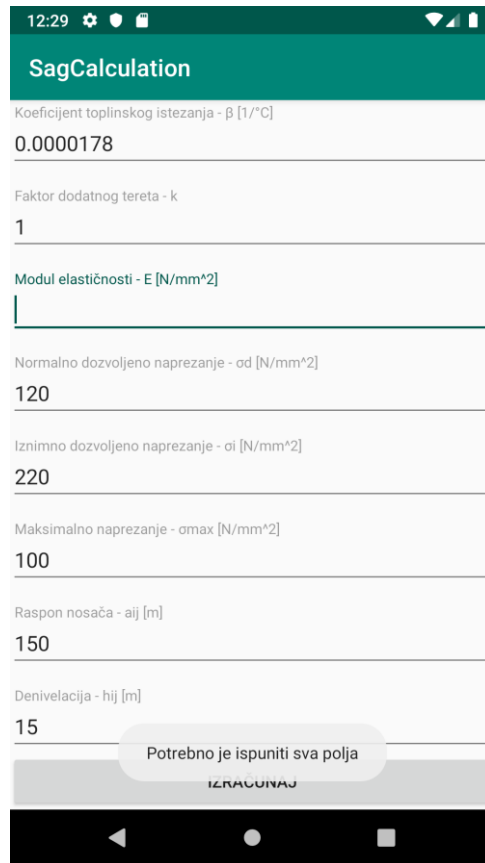 12:29
SagCalculation
Koeficijent toplinskog istezanja - β [1/°C]
0.0000178
Faktor dodatnog tereta - k
1
Modul elastičnosti - E [N/mm^2]
Normalno dozvoljeno naprezanje - σd [N/mm^2]
120
Iznimno dozvoljeno naprezanje - σi [N/mm^2]
220
Maksimalno naprezanje - σmax [N/mm^2]
100
Raspon nosača - aij [m]
150
Denivelacija - hij [m]
15
Potrebno je ispuniti sva polja
IZRAČUNAJ